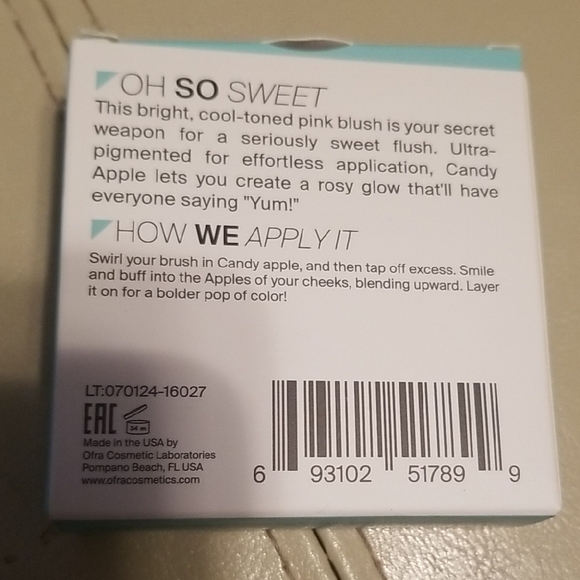 OH SO SWEET
This bright, cool-toned pink blush is your secret
weapon for a seriously sweet flush. Ultra-
pigmented for effortless application, Candy
Apple lets you create a rosy glow that'll have
everyone saying "Yum!"
HOW WE APPLY IT
Swirl your brush in Candy apple, and then tap off excess. Smile
and buff into the Apples of your cheeks, blending upward. Layer
it on for a bolder pop of color!
LT:070124-16027
EAC
24 m
Made in the USA by
Ofra Cosmetic Laboratories
Pompano Beach, FL USA
www.ofracosmetics.com
6 93102 51789 9